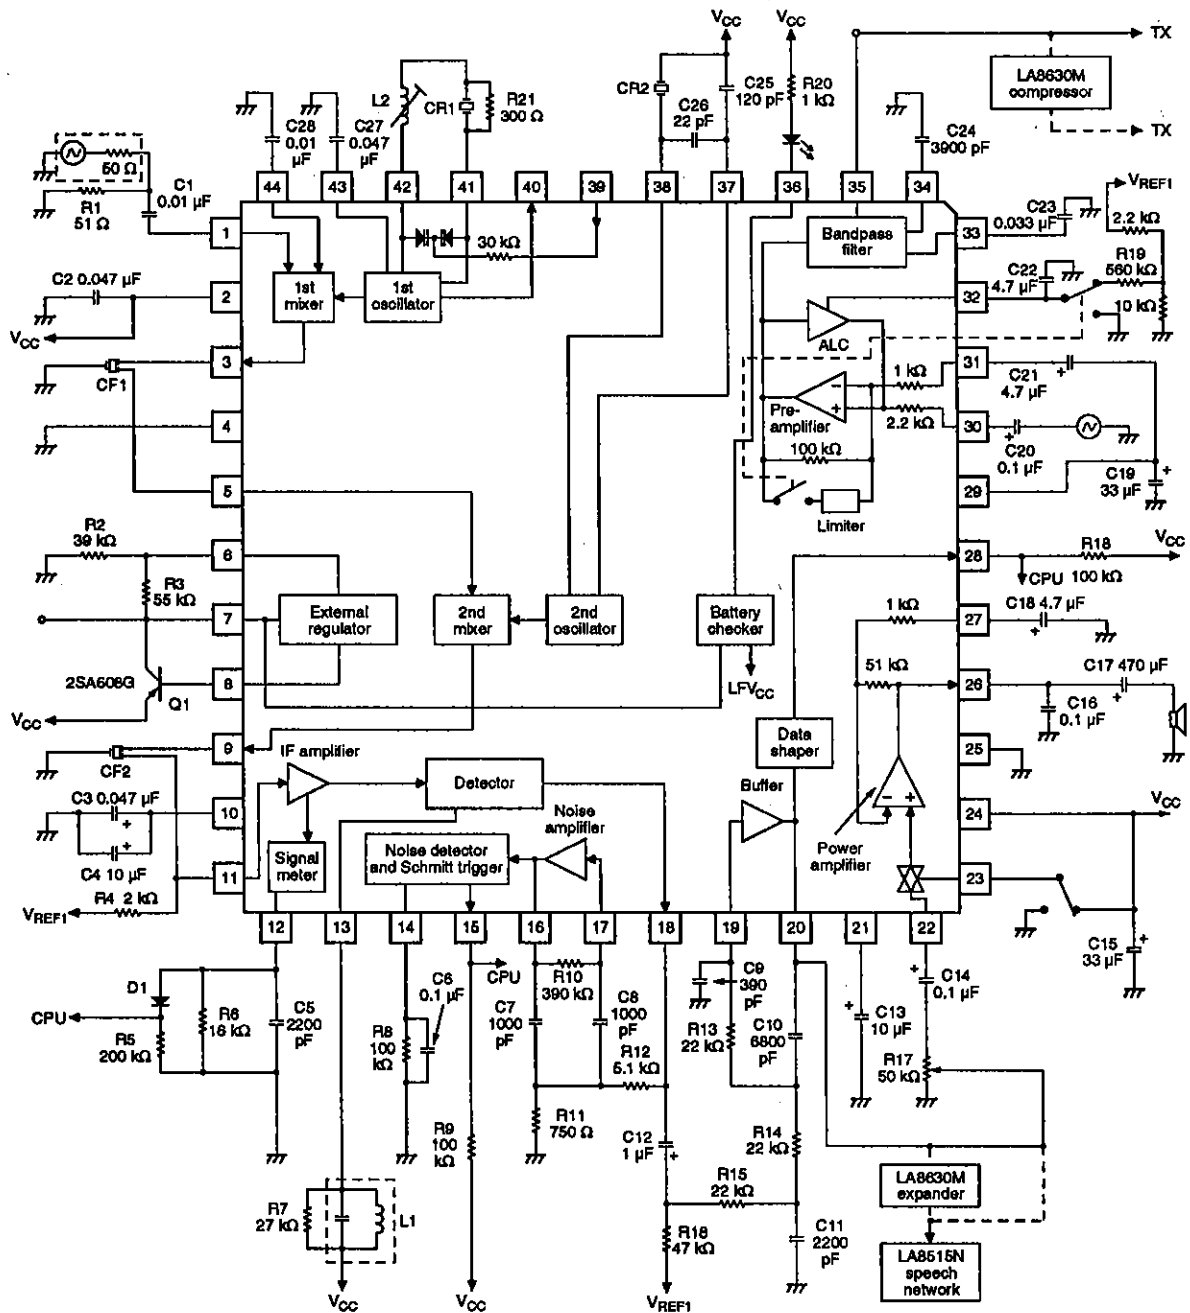 VCC
VCC
TX
LA8630M
compressor
TX
L2
CR1
R21
300 Ω
CR2
C26
22 pF
C25
120 pF
R20
1 kΩ
C24
3900 pF
C28
0.01
µF
C27
0.047
µF
50 Ω
R1
51 Ω
C1
0.01 µF
44
43
42
41
40
39
38
37
36
35
34
VREF1
2.2 kΩ
C23
0.033 µF
R19
560 kΩ
10 kΩ
C22
4.7 µF
1
2
3
4
5
6
7
8
9
10
11
33
32
31
30
29
28
27
26
25
24
23
30 kΩ
1st
mixer
1st
oscillator
Bandpass
filter
ALC
C2 0.047 µF
VCC
CF1
Pre-
amplifier
1 kΩ
2.2 kΩ
100 kΩ
Limiter
C21
4.7 µF
C20
0.1 µF
C19
33 µF
R2
39 kΩ
R3
55 kΩ
External
regulator
2nd
mixer
2nd
oscillator
Battery
checker
LFVCC
R18
100 kΩ
VCC
CPU
1 kΩ
C18 4.7 µF
51 kΩ
C17 470 µF
C16
0.1 µF
2SA608G
Q1
VCC
CF2
IF amplifier
Detector
Data
shaper
Buffer
Power
amplifier
VCC
C3 0.047 µF
C4 10 µF
R4 2 kΩ
VREF1
Signal
meter
Noise detector
and Schmitt trigger
Noise
amplifier
12
13
14
15
16
17
18
19
20
21
22
C15
33 µF
D1
CPU
R5
200 kΩ
R6
16 kΩ
C5
2200
pF
R8
100
kΩ
C6
0.1 µF
CPU
R10
390 kΩ
C7
1000
pF
C8
1000
pF
R12
5.1 kΩ
C9
390
pF
R13
22 kΩ
C10
6800
pF
C13
10 µF
C14
0.1 µF
R17
50 kΩ
R9
100
kΩ
R11
750 Ω
C12
1 µF
R14
22 kΩ
R15
22 kΩ
R7
27 kΩ
L1
R18
47 kΩ
C11
2200
pF
LA8630M
expander
LA8515N
speech
network
VCC
VCC
VREF1